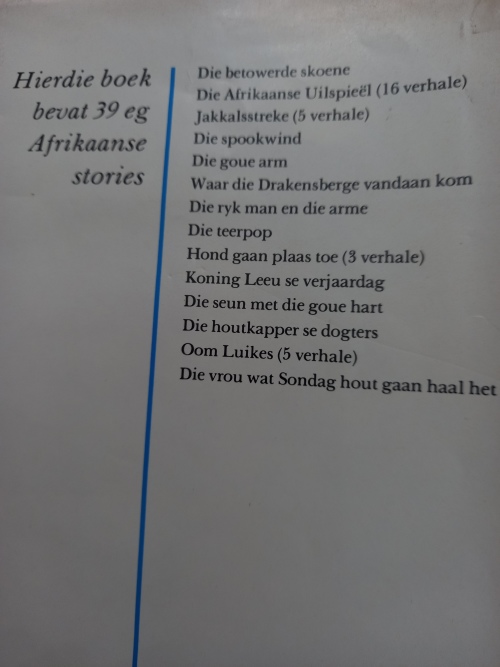 Hierdie boek
bevat 39 eg
Afrikaanse
stories
Die betowerde skoene
Die Afrikaanse Uilspieël (16 verhale)
Jakkalsstreke (5 verhale)
Die spookwind
Die goue arm
Waar die Drakensberge vandaan kom
Die ryk man en die arme
Die teerpop
Hond gaan plaas toe (3 verhale)
Koning Leeu se verjaardag
Die seun met die goue hart
Die houtkapper se dogters
Oom Luikes (5 verhale)
Die vrou wat Sondag hout gaan haal het